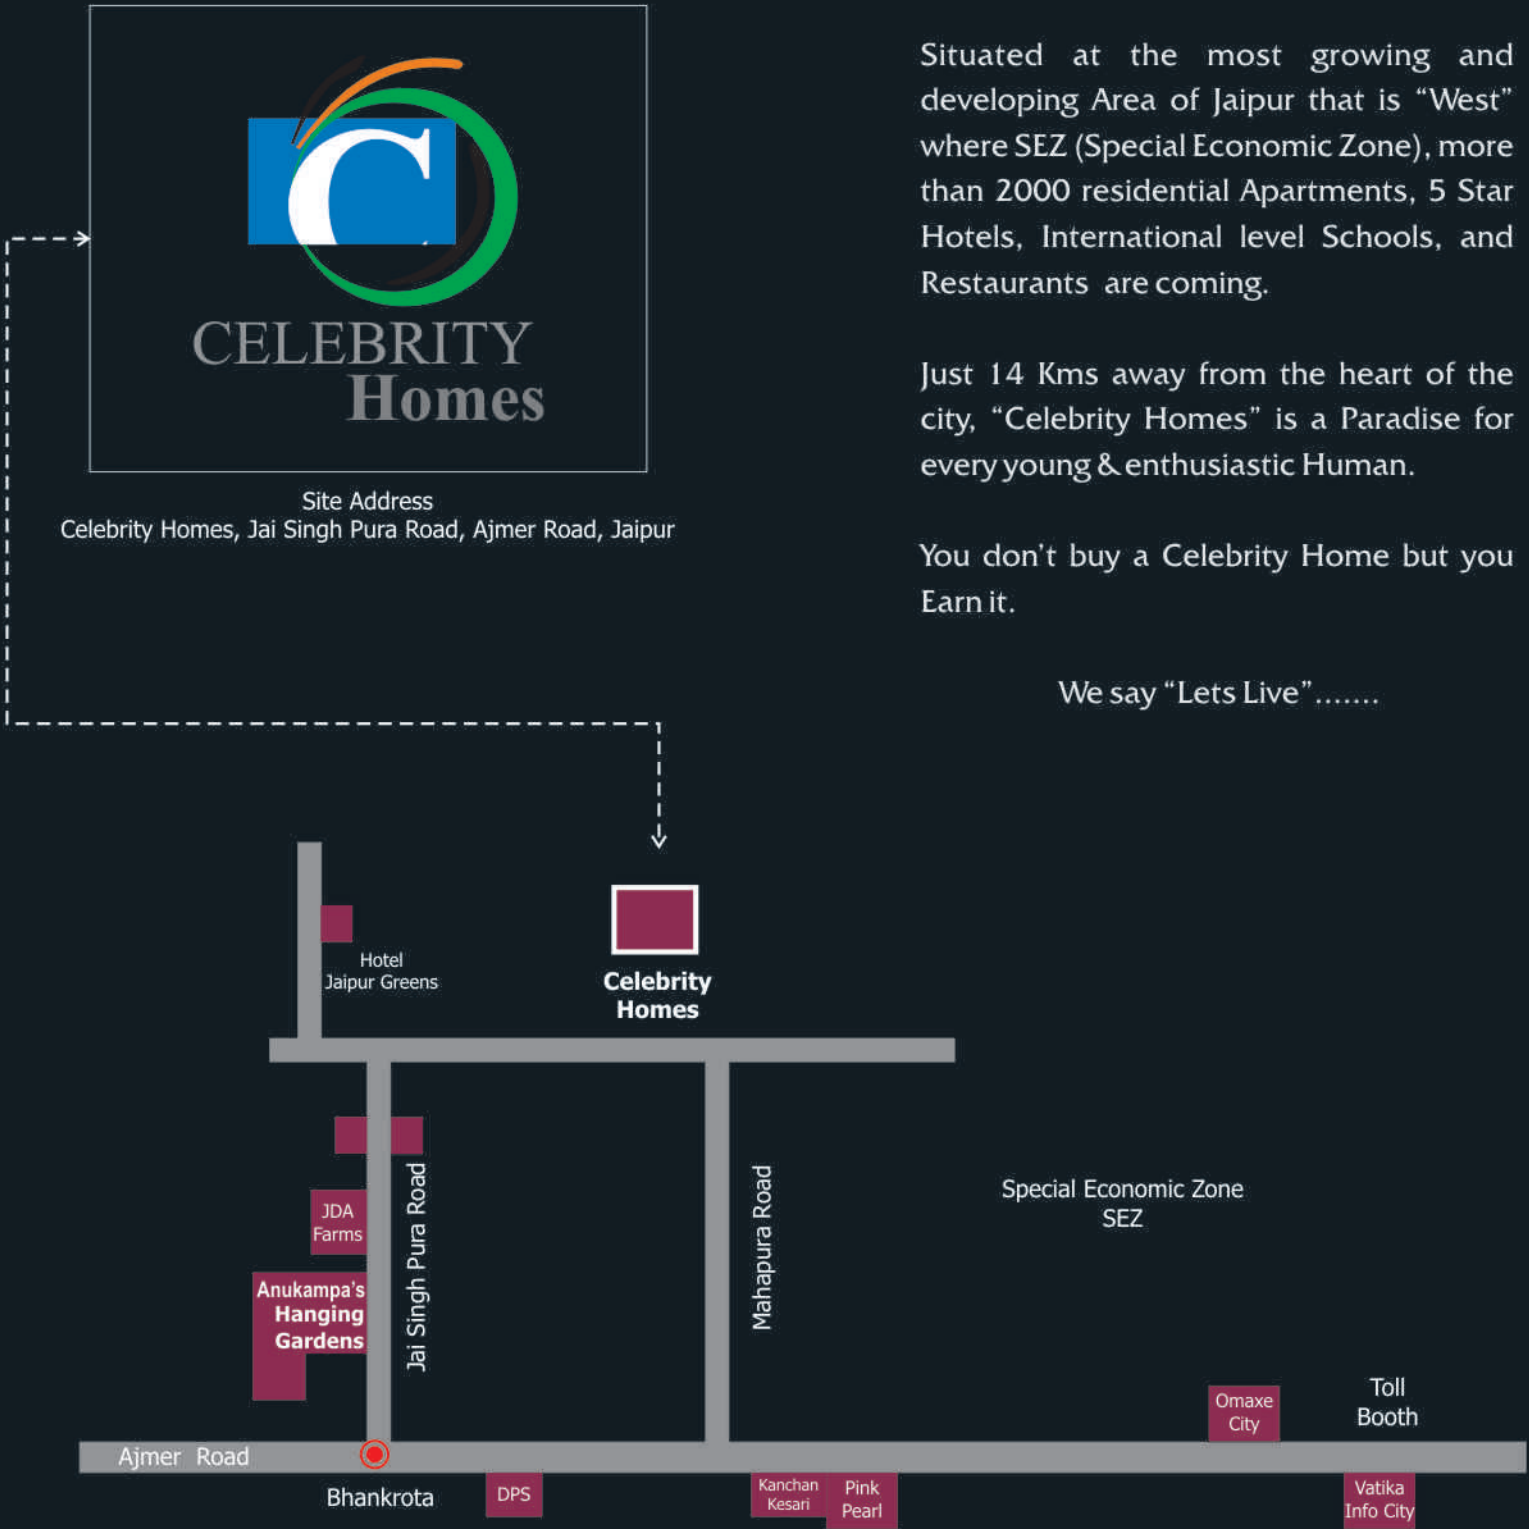 CELEBRITY
Homes
Site Address
Celebrity Homes, Jai Singh Pura Road, Ajmer Road, Jaipur
Situated at the most growing and
developing Area of Jaipur that is “West”
where SEZ (Special Economic Zone), more
than 2000 residential Apartments, 5 Star
Hotels, International level Schools, and
Restaurants are coming.
Just 14 Kms away from the heart of the
city, “Celebrity Homes” is a Paradise for
every young & enthusiastic Human.
You don’t buy a Celebrity Home but you
Earn it.
We say “Lets Live”.......
Hotel
Jaipur Greens
Celebrity
Homes
JDA
Farms
Anukampa’s
Hanging
Gardens
Jai Singh Pura Road
Mahapura Road
Special Economic Zone
SEZ
Omaxe
City
Toll
Booth
Ajmer Road
Bhankrota
DPS
Kanchan
Kesari
Pink
Pearl
Vatika
Info City